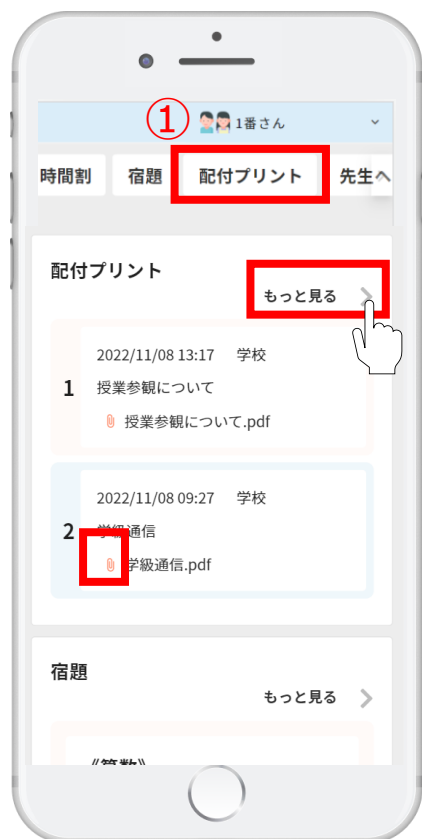 ① 1番さん
時間割 宿題 配付プリント 先生へ
配付プリント
もっと見る
2022/11/08 13:17 学校
1 授業参観について
授業参観について.pdf
2022/11/08 09:27 学校
2 学級通信
学級通信.pdf
宿題
もっと見る
《算数》